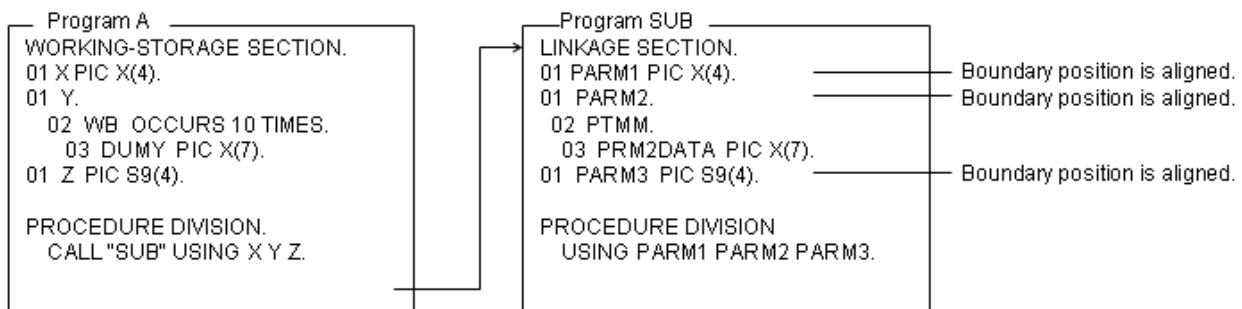 Program A
WORKING-STORAGE SECTION.
01 X PIC X(4).
01 Y.
02 WB OCCURS 10 TIMES.
03 DUMY PIC X(7).
01 Z PIC S9(4).
PROCEDURE DIVISION.
CALL "SUB" USING X Y Z.
Program SUB
LINKAGE SECTION.
01 PARM1 PIC X(4).
01 PARM2.
02 PTMM.
03 PRM2DATA PIC X(7).
01 PARM3 PIC S9(4).
PROCEDURE DIVISION
USING PARM1 PARM2 PARM3.
Boundary position is aligned.
Boundary position is aligned.
Boundary position is aligned.